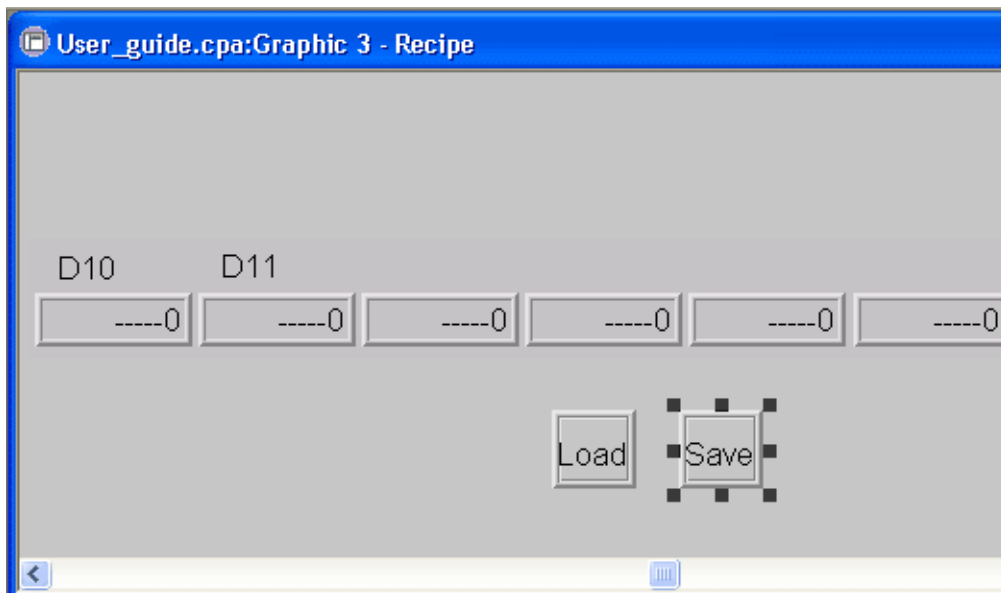 User_guide.cpa:Graphic 3 - Recipe
D10 D11
-----0 -----0 -----0 -----0 -----0 -----0
Load Save